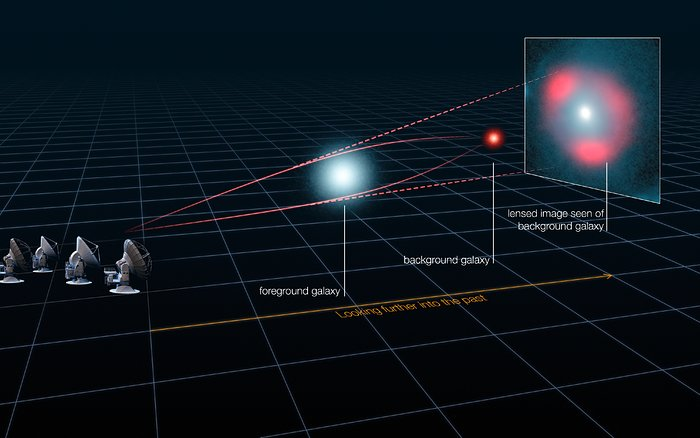 lensed image seen of
background galaxy
background galaxy
foreground galaxy
Looking further into the past